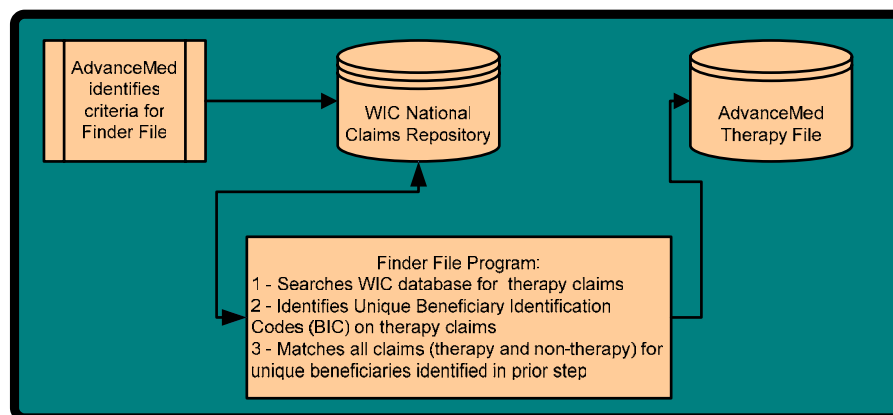 AdvanceMed
identifies
criteria for
Finder File
WIC National
Claims Repository
AdvanceMed
Therapy File
Finder File Program:
1 - Searches WIC database for therapy claims
2 - Identifies Unique Beneficiary Identification
Codes (BIC) on therapy claims
3 - Matches all claims (therapy and non-therapy) for
unique beneficiaries identified in prior step